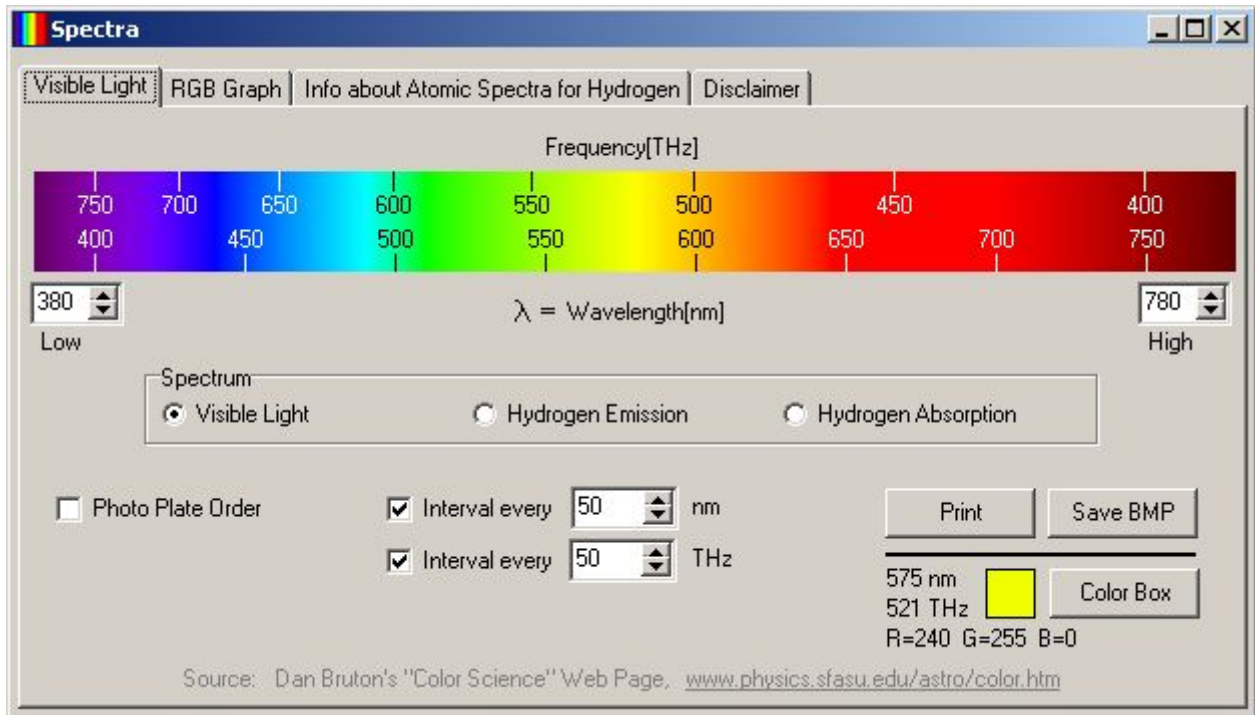 Spectra
Visible Light RGB Graph Info about Atomic Spectra for Hydrogen Disclaimer
Frequency[THz]
750 700 650 600 550 500 450 400
400 450 500 550 600 650 700 750
380 780
λ = Wavelength[nm]
Low High
Spectrum
Visible Light Hydrogen Emission Hydrogen Absorption
Photo Plate Order Interval every 50 nm Print Save BMP
Interval every 50 THz
575 nm
521 THz Color Box
R=240 G=255 B=0
Source: Dan Bruton's "Color Science" Web Page, www.physics.sfasu.edu/astro/color.htm